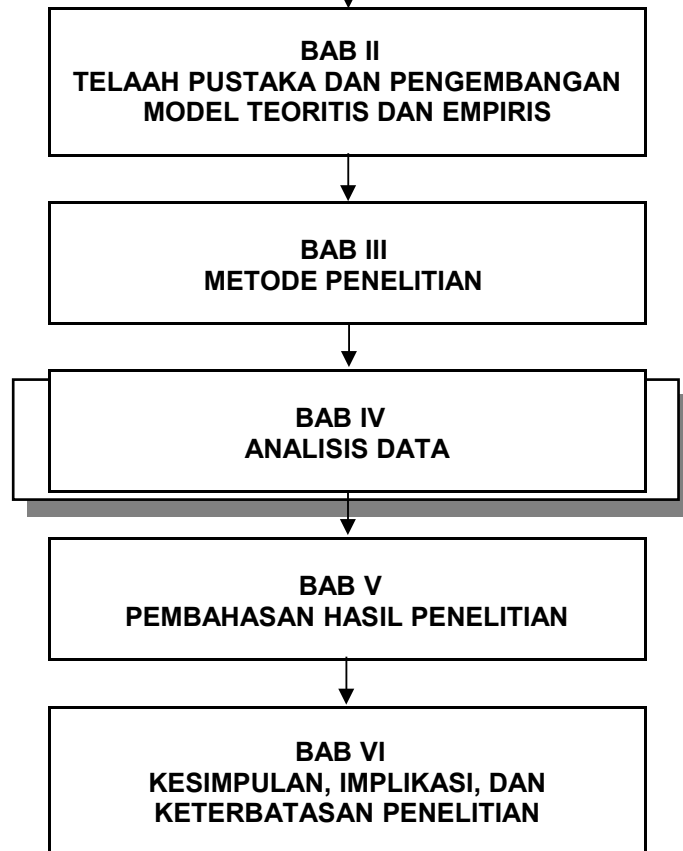 BAB II
TELAAH PUSTAKA DAN PENGEMBANGAN
MODEL TEORITIS DAN EMPIRIS
BAB III
METODE PENELITIAN
BAB IV
ANALISIS DATA
BAB V
PEMBAHASAN HASIL PENELITIAN
BAB VI
KESIMPULAN, IMPLIKASI, DAN
KETERBATASAN PENELITIAN